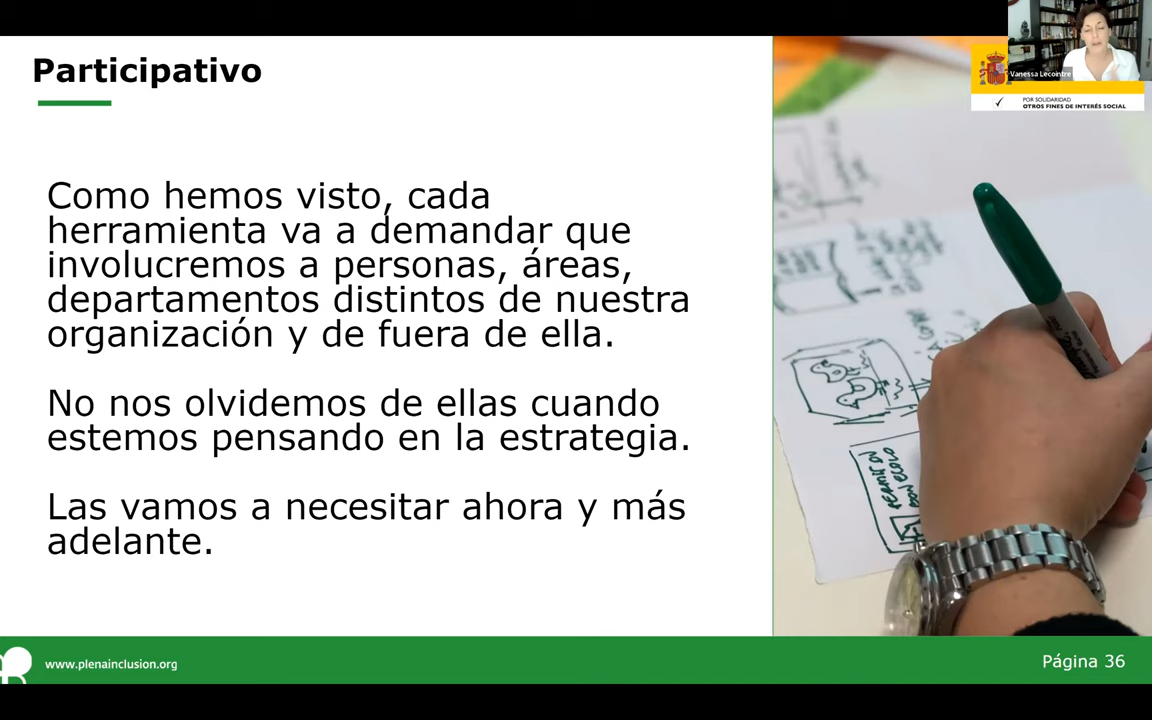 Participativo
Como hemos visto, cada
herramienta va a demandar que
involucremos a personas, áreas,
departamentos distintos de nuestra
organización y de fuera de ella.
No nos olvidemos de ellas cuando
estemos pensando en la estrategia.
Las vamos a necesitar ahora y más
adelante.
Vanessa Lecointre
POR SOLIDARIDAD
OTROS FINES DE INTERÉS SOCIAL
www.plenainclusion.org
Página 36